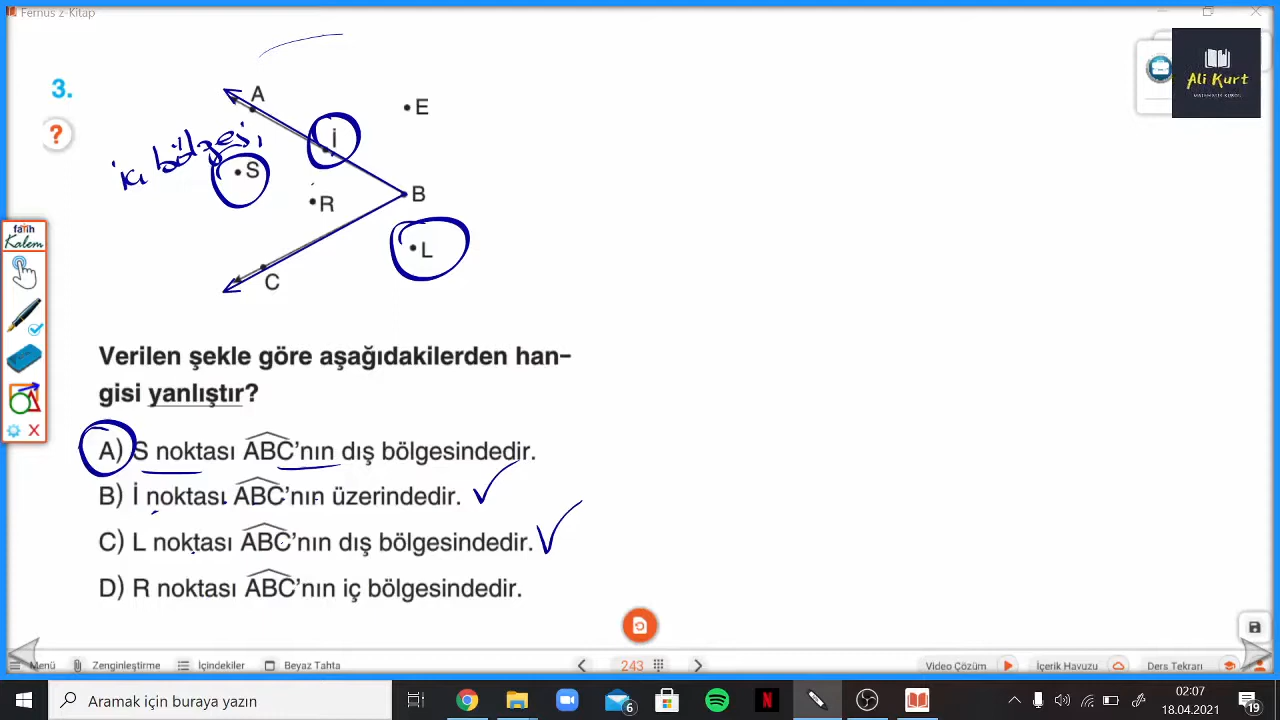 Fernus z-Kitap
Ali Kurt
3.
?
A
E
İ
iç bölgesi
S
R
B
L
C
fatih
Kalem
Verilen şekle göre aşağıdakilerden han-
gisi yanlıştır?
A) S noktası ABC'nın dış bölgesindedir.
B) İ noktası ABC'nın üzerindedir.
C) L noktası ABC'nın dış bölgesindedir.
D) R noktası ABC'nın iç bölgesindedir.
Menü Zenginleştirme İçindekiler Beyaz Tahta 243 Video Çözüm İçerik Havuzu Ders Tekrarı
Aramak için buraya yazın 6 02:07
18.04.2021 19